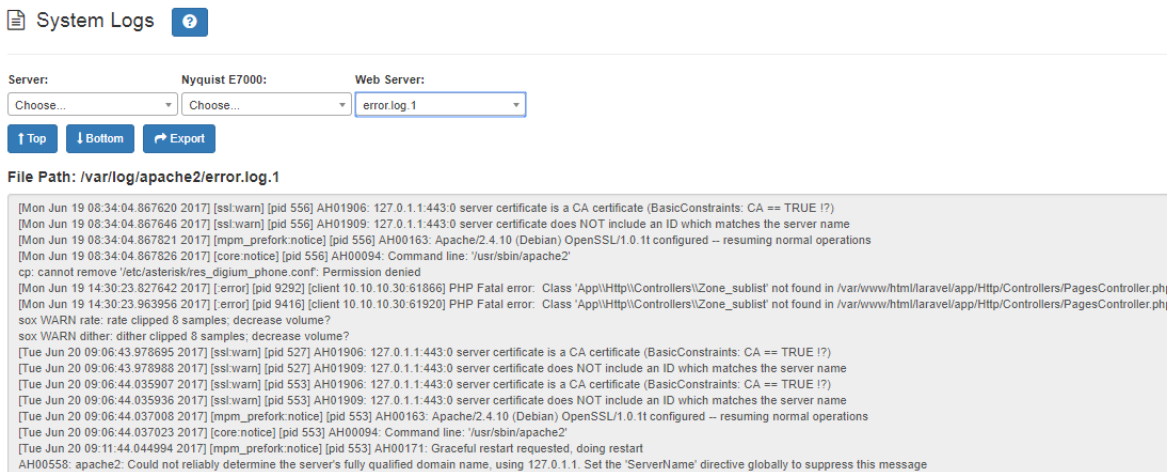 System Logs ?
Server: Nyquist E7000: Web Server:
Choose... Choose... error.log.1
Top Bottom Export
File Path: /var/log/apache2/error.log.1
[Mon Jun 19 08:34:04.867620 2017] [ssl:warn] [pid 556] AH01906: 127.0.1.1:443:0 server certificate is a CA certificate (BasicConstraints: CA == TRUE !?)
[Mon Jun 19 08:34:04.867646 2017] [ssl:warn] [pid 556] AH01909: 127.0.1.1:443:0 server certificate does NOT include an ID which matches the server name
[Mon Jun 19 08:34:04.867821 2017] [mpm_prefork:notice] [pid 556] AH00163: Apache/2.4.10 (Debian) OpenSSL/1.0.1t configured -- resuming normal operations
[Mon Jun 19 08:34:04.867826 2017] [core:notice] [pid 556] AH00094: Command line: '/usr/sbin/apache2'
cp: cannot remove '/etc/asterisk/res_digium_phone.conf': Permission denied
[Mon Jun 19 14:30:23.827642 2017] [:error] [pid 9292] [client 10.10.10.30:61866] PHP Fatal error:  Class 'App\\Http\\Controllers\\Zone_sublist' not found in /var/www/html/laravel/app/Http/Controllers/PagesController.php
[Mon Jun 19 14:30:23.963956 2017] [:error] [pid 9416] [client 10.10.10.30:61920] PHP Fatal error:  Class 'App\\Http\\Controllers\\Zone_sublist' not found in /var/www/html/laravel/app/Http/Controllers/PagesController.php
sox WARN rate: rate clipped 8 samples; decrease volume?
sox WARN dither: dither clipped 8 samples; decrease volume?
[Tue Jun 20 09:06:43.978695 2017] [ssl:warn] [pid 527] AH01906: 127.0.1.1:443:0 server certificate is a CA certificate (BasicConstraints: CA == TRUE !?)
[Tue Jun 20 09:06:43.978988 2017] [ssl:warn] [pid 527] AH01909: 127.0.1.1:443:0 server certificate does NOT include an ID which matches the server name
[Tue Jun 20 09:06:44.035907 2017] [ssl:warn] [pid 553] AH01906: 127.0.1.1:443:0 server certificate is a CA certificate (BasicConstraints: CA == TRUE !?)
[Tue Jun 20 09:06:44.035936 2017] [ssl:warn] [pid 553] AH01909: 127.0.1.1:443:0 server certificate does NOT include an ID which matches the server name
[Tue Jun 20 09:06:44.037008 2017] [mpm_prefork:notice] [pid 553] AH00163: Apache/2.4.10 (Debian) OpenSSL/1.0.1t configured -- resuming normal operations
[Tue Jun 20 09:06:44.037023 2017] [core:notice] [pid 553] AH00094: Command line: '/usr/sbin/apache2'
[Tue Jun 20 09:11:44.044994 2017] [mpm_prefork:notice] [pid 553] AH00171: Graceful restart requested, doing restart
AH00558: apache2: Could not reliably determine the server's fully qualified domain name, using 127.0.1.1. Set the 'ServerName' directive globally to suppress this message